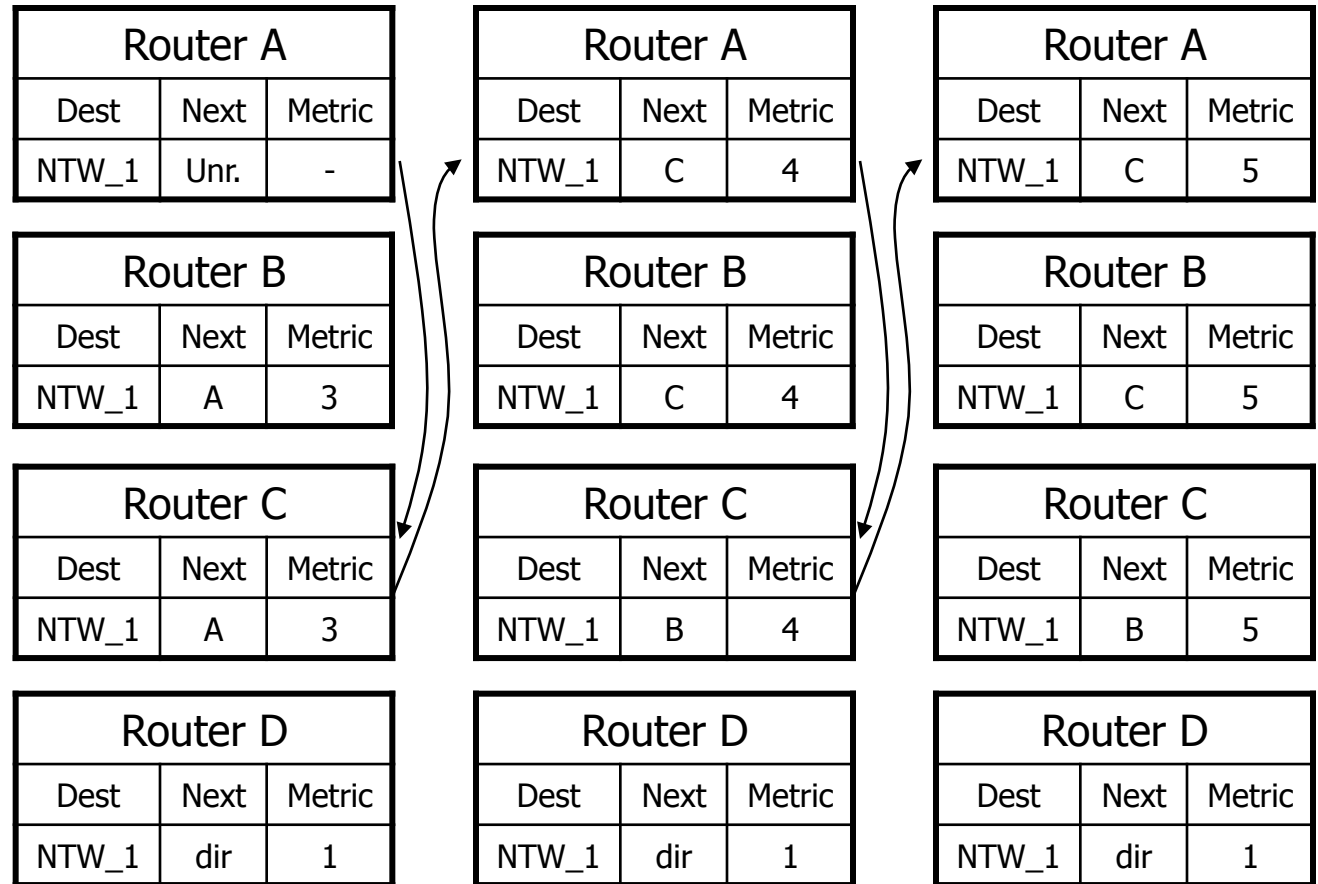 Router A
Dest Next Metric
NTW_1 Unr. -
Router B
Dest Next Metric
NTW_1 A 3
Router C
Dest Next Metric
NTW_1 A 3
Router D
Dest Next Metric
NTW_1 dir 1
Router A
Dest Next Metric
NTW_1 C 4
Router B
Dest Next Metric
NTW_1 C 4
Router C
Dest Next Metric
NTW_1 B 4
Router D
Dest Next Metric
NTW_1 dir 1
Router A
Dest Next Metric
NTW_1 C 5
Router B
Dest Next Metric
NTW_1 C 5
Router C
Dest Next Metric
NTW_1 B 5
Router D
Dest Next Metric
NTW_1 dir 1